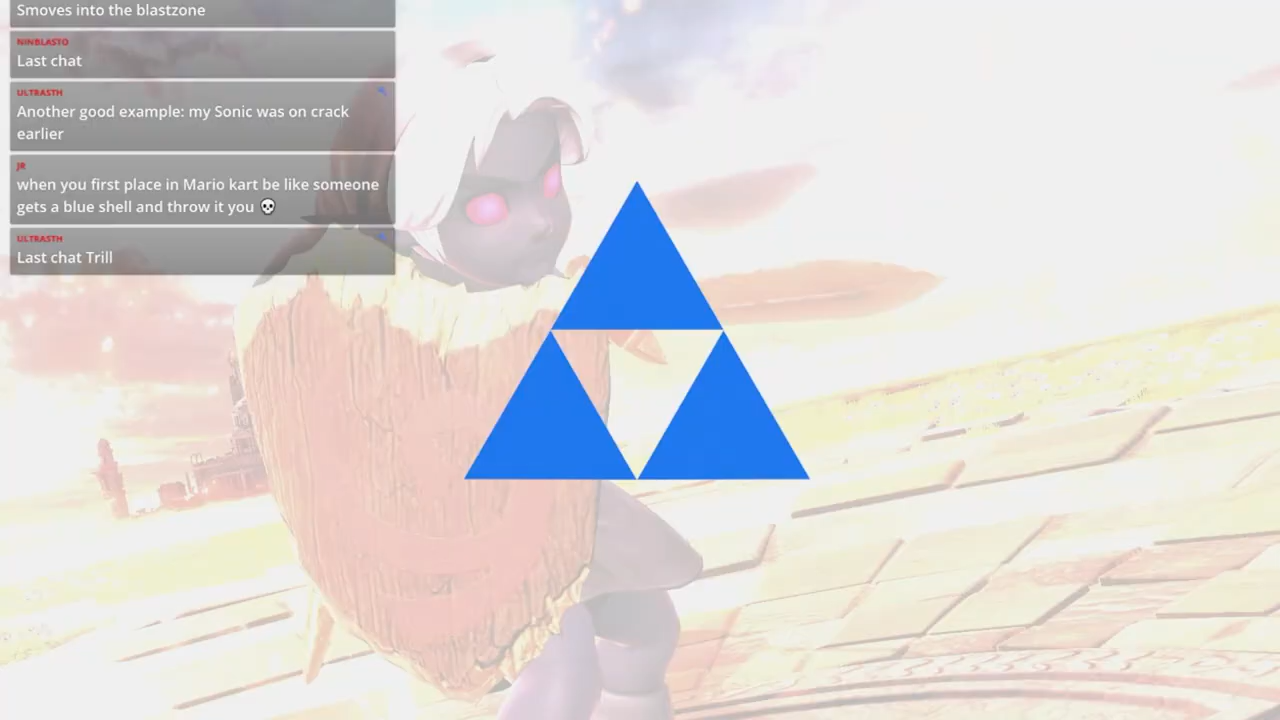 Smoves into the blastzone
NINBLASTO
Last chat
ULTRASTH
Another good example: my Sonic was on crack
earlier
JR
when you first place in Mario kart be like someone
gets a blue shell and throw it you 💀
ULTRASTH
Last chat Trill